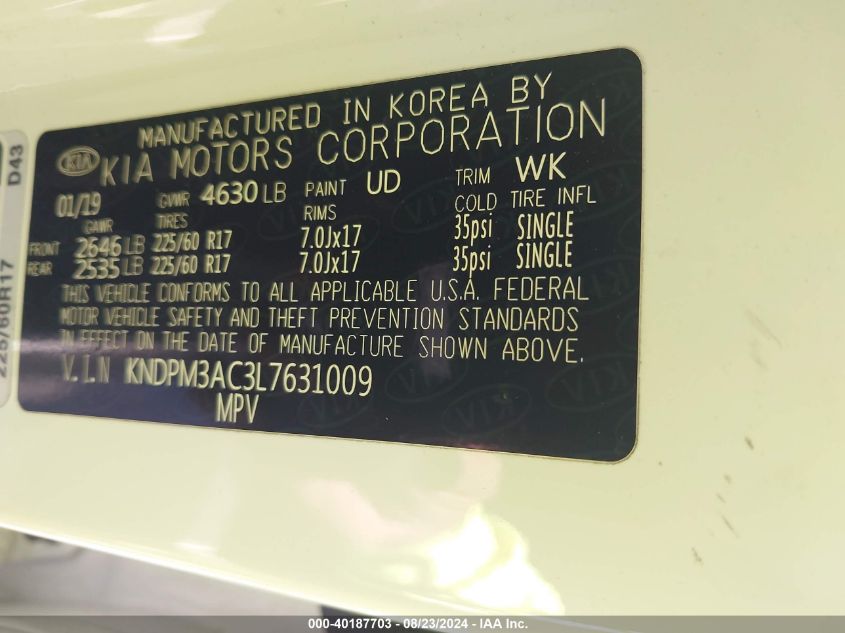 MANUFACTURED IN KOREA BY
KIA KIA MOTORS CORPORATION
01/19 GVWR 4630 LB PAINT UD TRIM WK
GAWR TIRES RIMS COLD TIRE INFL
FRONT 2646 LB 225/60 R17 7.0Jx17 35psi SINGLE
REAR 2535 LB 225/60 R17 7.0Jx17 35psi SINGLE
THIS VEHICLE CONFORMS TO ALL APPLICABLE U.S.A. FEDERAL
MOTOR VEHICLE SAFETY AND THEFT PREVENTION STANDARDS
IN EFFECT ON THE DATE OF MANUFACTURE SHOWN ABOVE.
V.I.N KNDPM3AC3L7631009
MPV
D43
225/60R17
000-40187703 - 08/23/2024 - IAA Inc.